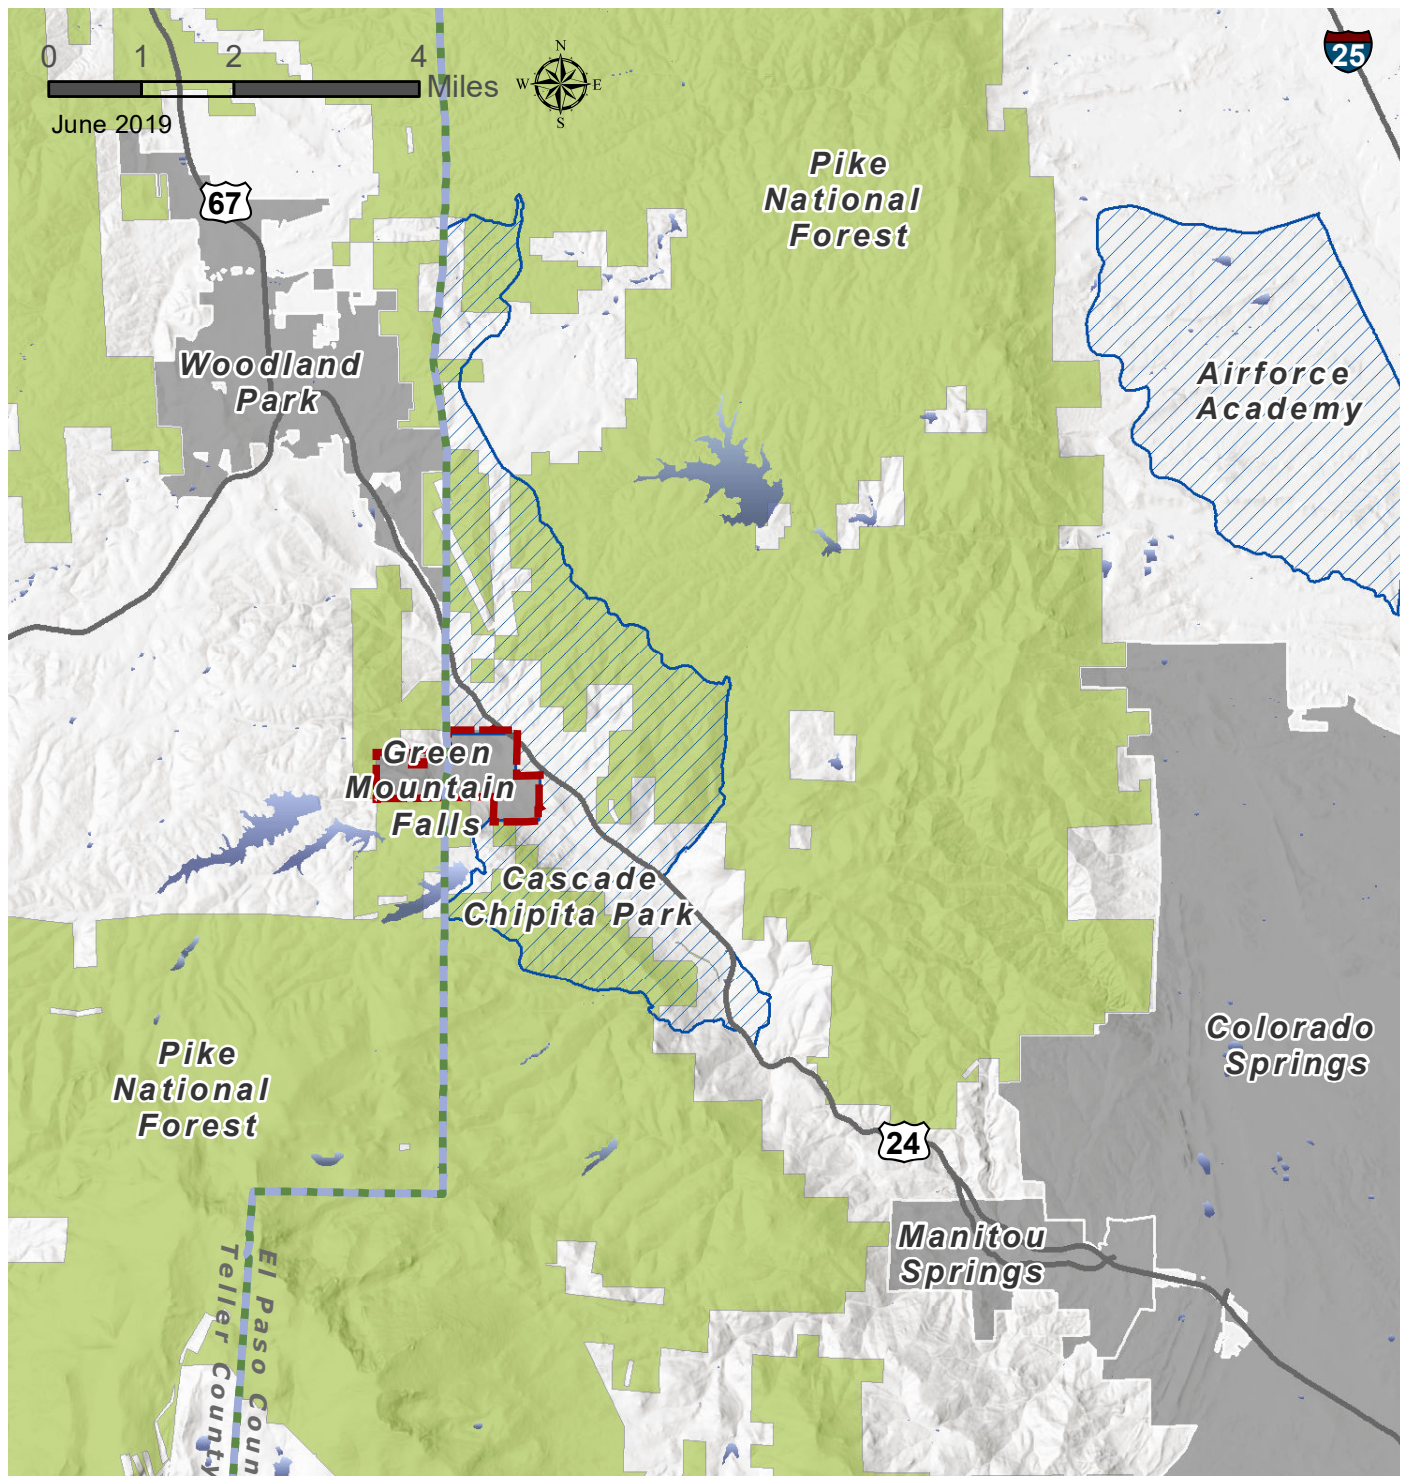 0 1 2 4
Miles
June 2019
N
W E
S
25
67
Pike
National
Forest
Woodland
Park
Airforce
Academy
Green
Mountain
Falls
Cascade
Chipita Park
Pike
National
Forest
Colorado
Springs
24
Manitou
Springs
El Paso Coun
Teller County